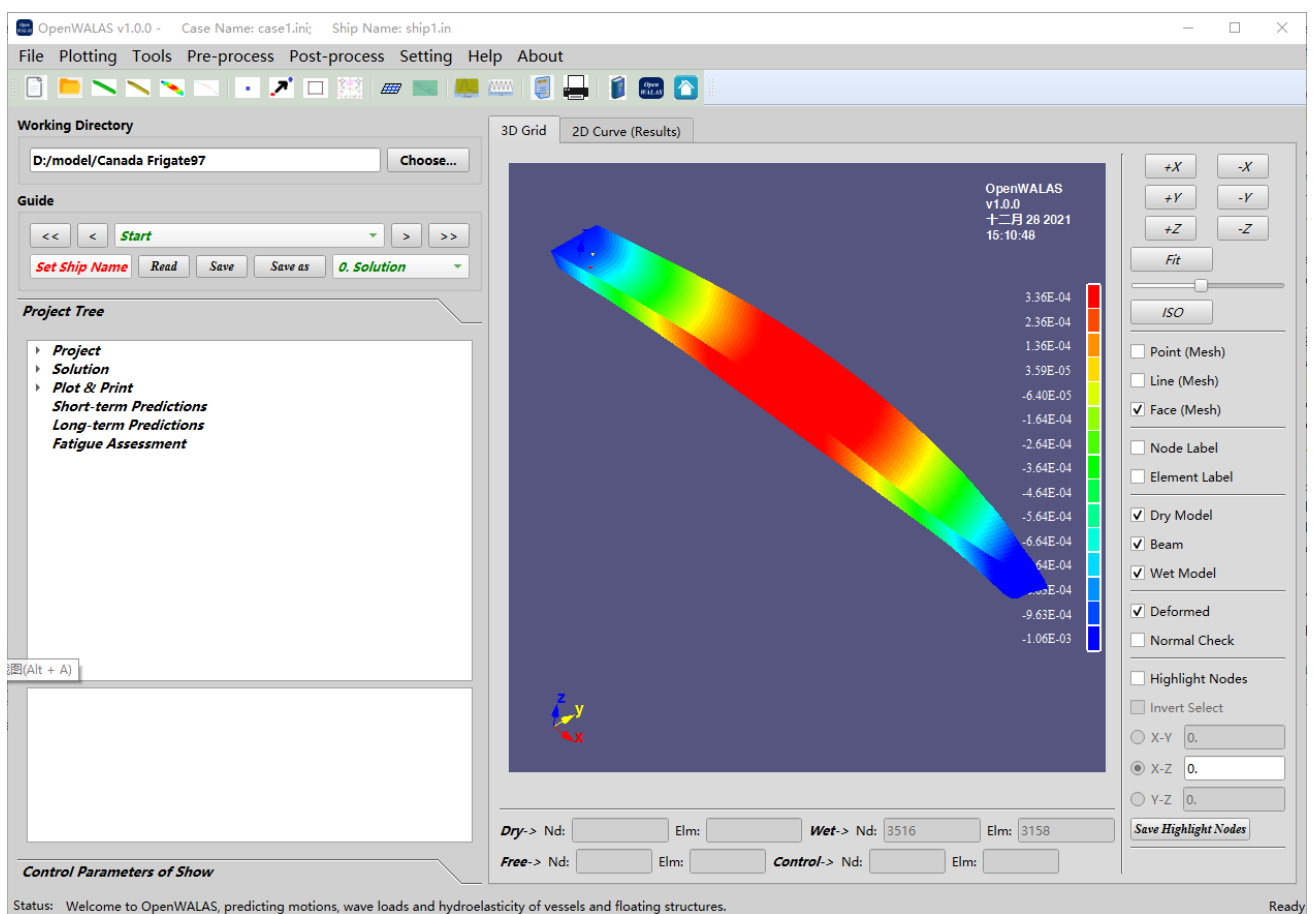 OpenWALAS v1.0.0 - Case Name: case1.ini; Ship Name: ship1.in
File Plotting Tools Pre-process Post-process Setting Help About
Open WALAS
Working Directory
D:/model/Canada Frigate97 Choose...
Guide
<< < Start > >>
Set Ship Name Read Save Save as 0. Solution
Project Tree
Project
Solution
Plot & Print
Short-term Predictions
Long-term Predictions
Fatigue Assessment
图(Alt + A)
Control Parameters of Show
3D Grid 2D Curve (Results)
OpenWALAS
v1.0.0
十二月 28 2021
15:10:48
3.36E-04
2.36E-04
1.36E-04
3.59E-05
-6.40E-05
-1.64E-04
-2.64E-04
-3.64E-04
-4.64E-04
-5.64E-04
-6.64E-04
64E-04
E-04
-9.63E-04
-1.06E-03
z
y
x
+X -X
+Y -Y
+Z -Z
Fit
ISO
Point (Mesh)
Line (Mesh)
Face (Mesh)
Node Label
Element Label
Dry Model
Beam
Wet Model
Deformed
Normal Check
Highlight Nodes
Invert Select
X-Y 0.
X-Z 0.
Y-Z 0.
Save Highlight Nodes
Dry-> Nd: Elm: Wet-> Nd: 3516 Elm: 3158
Free-> Nd: Elm: Control-> Nd: Elm:
Status: Welcome to OpenWALAS, predicting motions, wave loads and hydroelasticity of vessels and floating structures. Ready